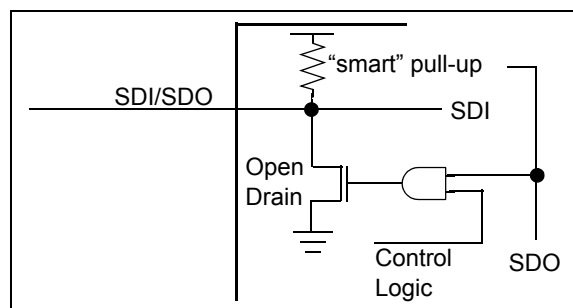 “smart” pull-up
SDI/SDO
SDI
Open
Drain
Control
Logic
SDO